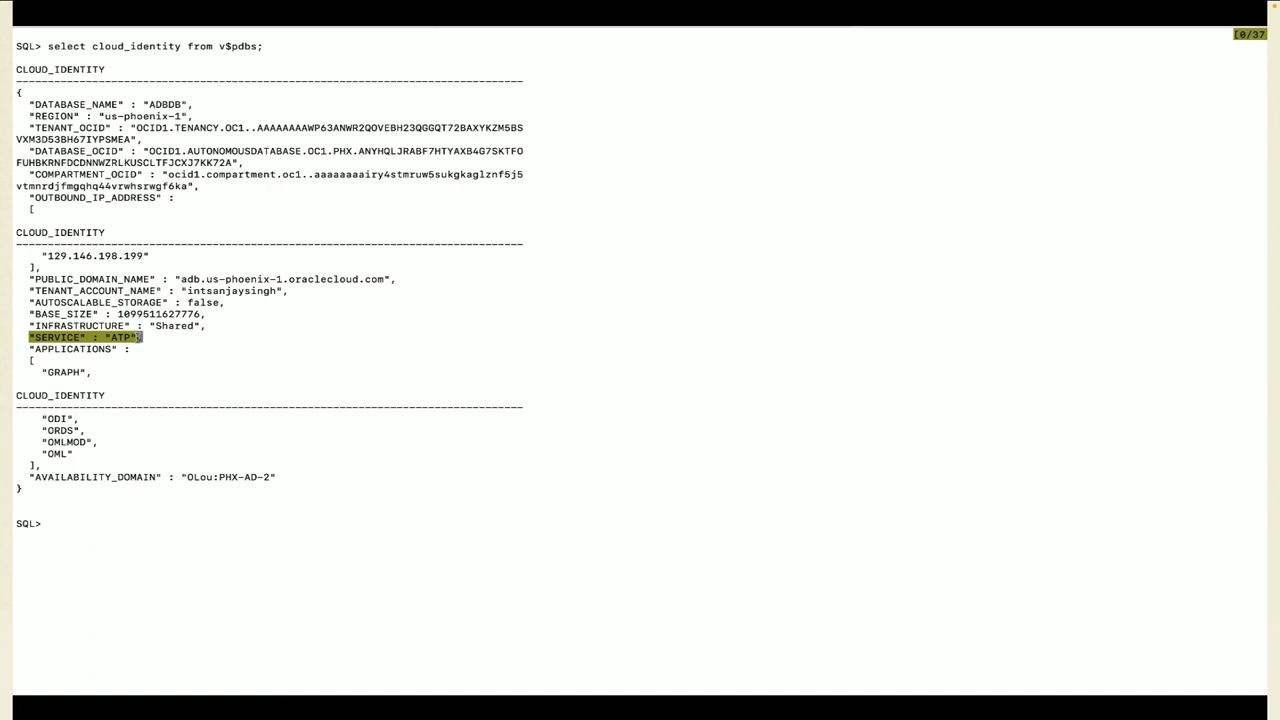 [0/37
SQL> select cloud_identity from v$pdbs;
CLOUD_IDENTITY
--------------------------------------------------------------------------------
{
"DATABASE_NAME" : "ADBDB",
"REGION" : "us-phoenix-1",
"TENANT_OCID" : "OCID1.TENANCY.OC1..AAAAAAAAWP63ANWR2QOVEBH23QGGQT72BAXYKZM5BS
VXM3D53BH67IYPSMEA",
"DATABASE_OCID" : "OCID1.AUTONOMOUSDATABASE.OC1.PHX.ANYHQLJRABF7HTYAXB4G7SKTFO
FUHBKRNFDCDNNWZRLKUSCLTFJCXJ7KK72A",
"COMPARTMENT_OCID" : "ocid1.compartment.oc1..aaaaaaaairy4stmruw5sukgkaglznf5j5
vtmnrdjfmgqhq44vrwhsrwgf6ka",
"OUTBOUND_IP_ADDRESS" :
[
CLOUD_IDENTITY
--------------------------------------------------------------------------------
"129.146.198.199"
],
"PUBLIC_DOMAIN_NAME" : "adb.us-phoenix-1.oraclecloud.com",
"TENANT_ACCOUNT_NAME" : "intsanjaysingh",
"AUTOSCALABLE_STORAGE" : false,
"BASE_SIZE" : 1099511627776,
"INFRASTRUCTURE" : "Shared",
"SERVICE" : "ATP",
"APPLICATIONS" :
[
"GRAPH",
CLOUD_IDENTITY
--------------------------------------------------------------------------------
"ODI",
"ORDS",
"OMLMOD",
"OML"
],
"AVAILABILITY_DOMAIN" : "OLou:PHX-AD-2"
}
SQL>